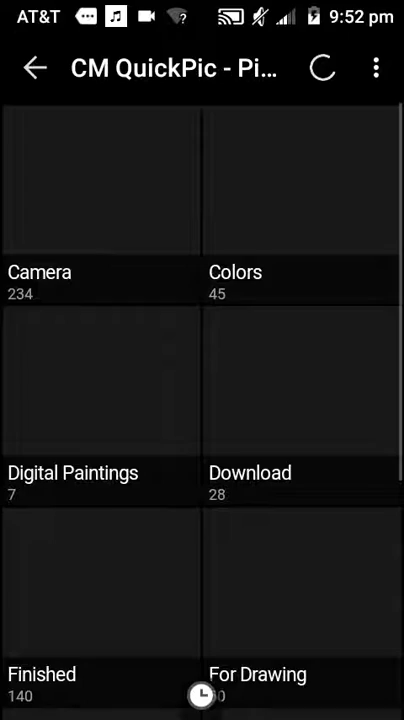 AT&T 9:52 pm
CM QuickPic - Pi...
Camera Colors
234 45
Digital Paintings Download
7 28
Finished For Drawing
140